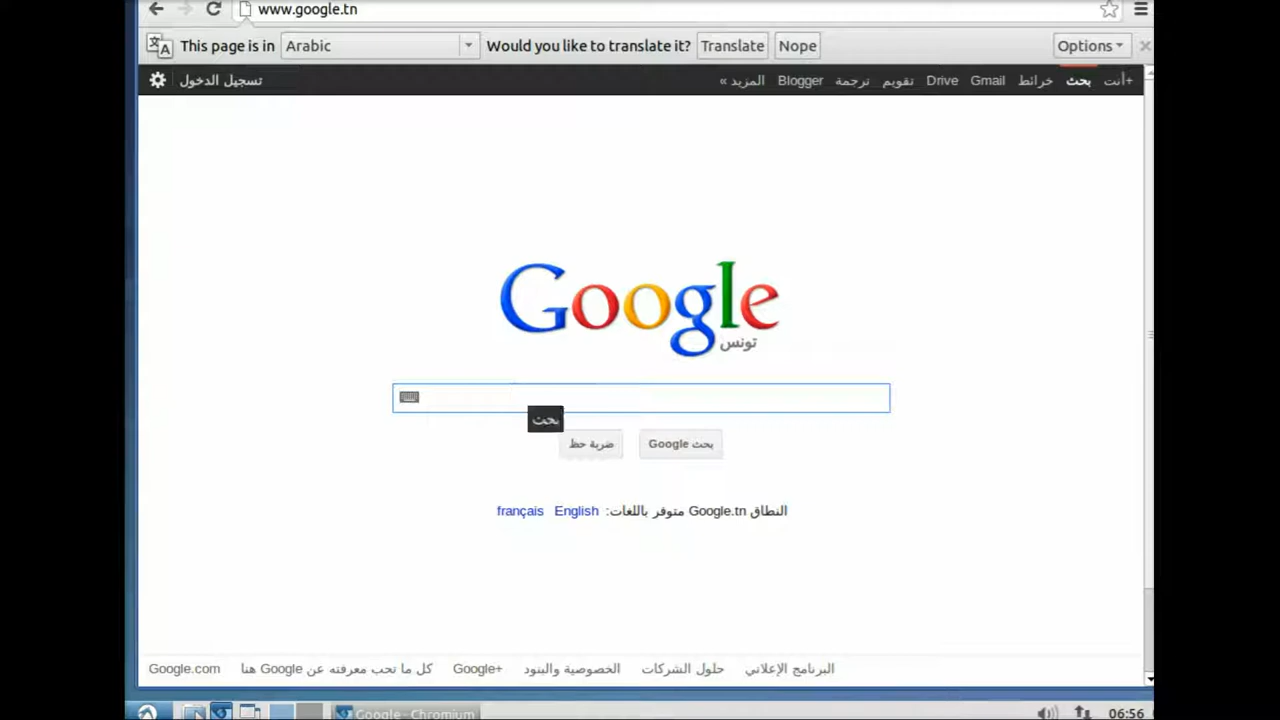 www.google.tn
This page is in Arabic Would you like to translate it? Translate Nope Options
+أنت بحث خرائط Gmail Drive تقويم ترجمة Blogger المزيد » تسجيل الدخول
Google
تونس
بحث
بحث Google ضربة حظ
النطاق Google.tn متوفر باللغات: English français
البرنامج الإعلاني حلول الشركات الخصوصية والبنود Google+ كل ما تحب معرفته عن Google هنا Google.com
Google - Chromium 06:56